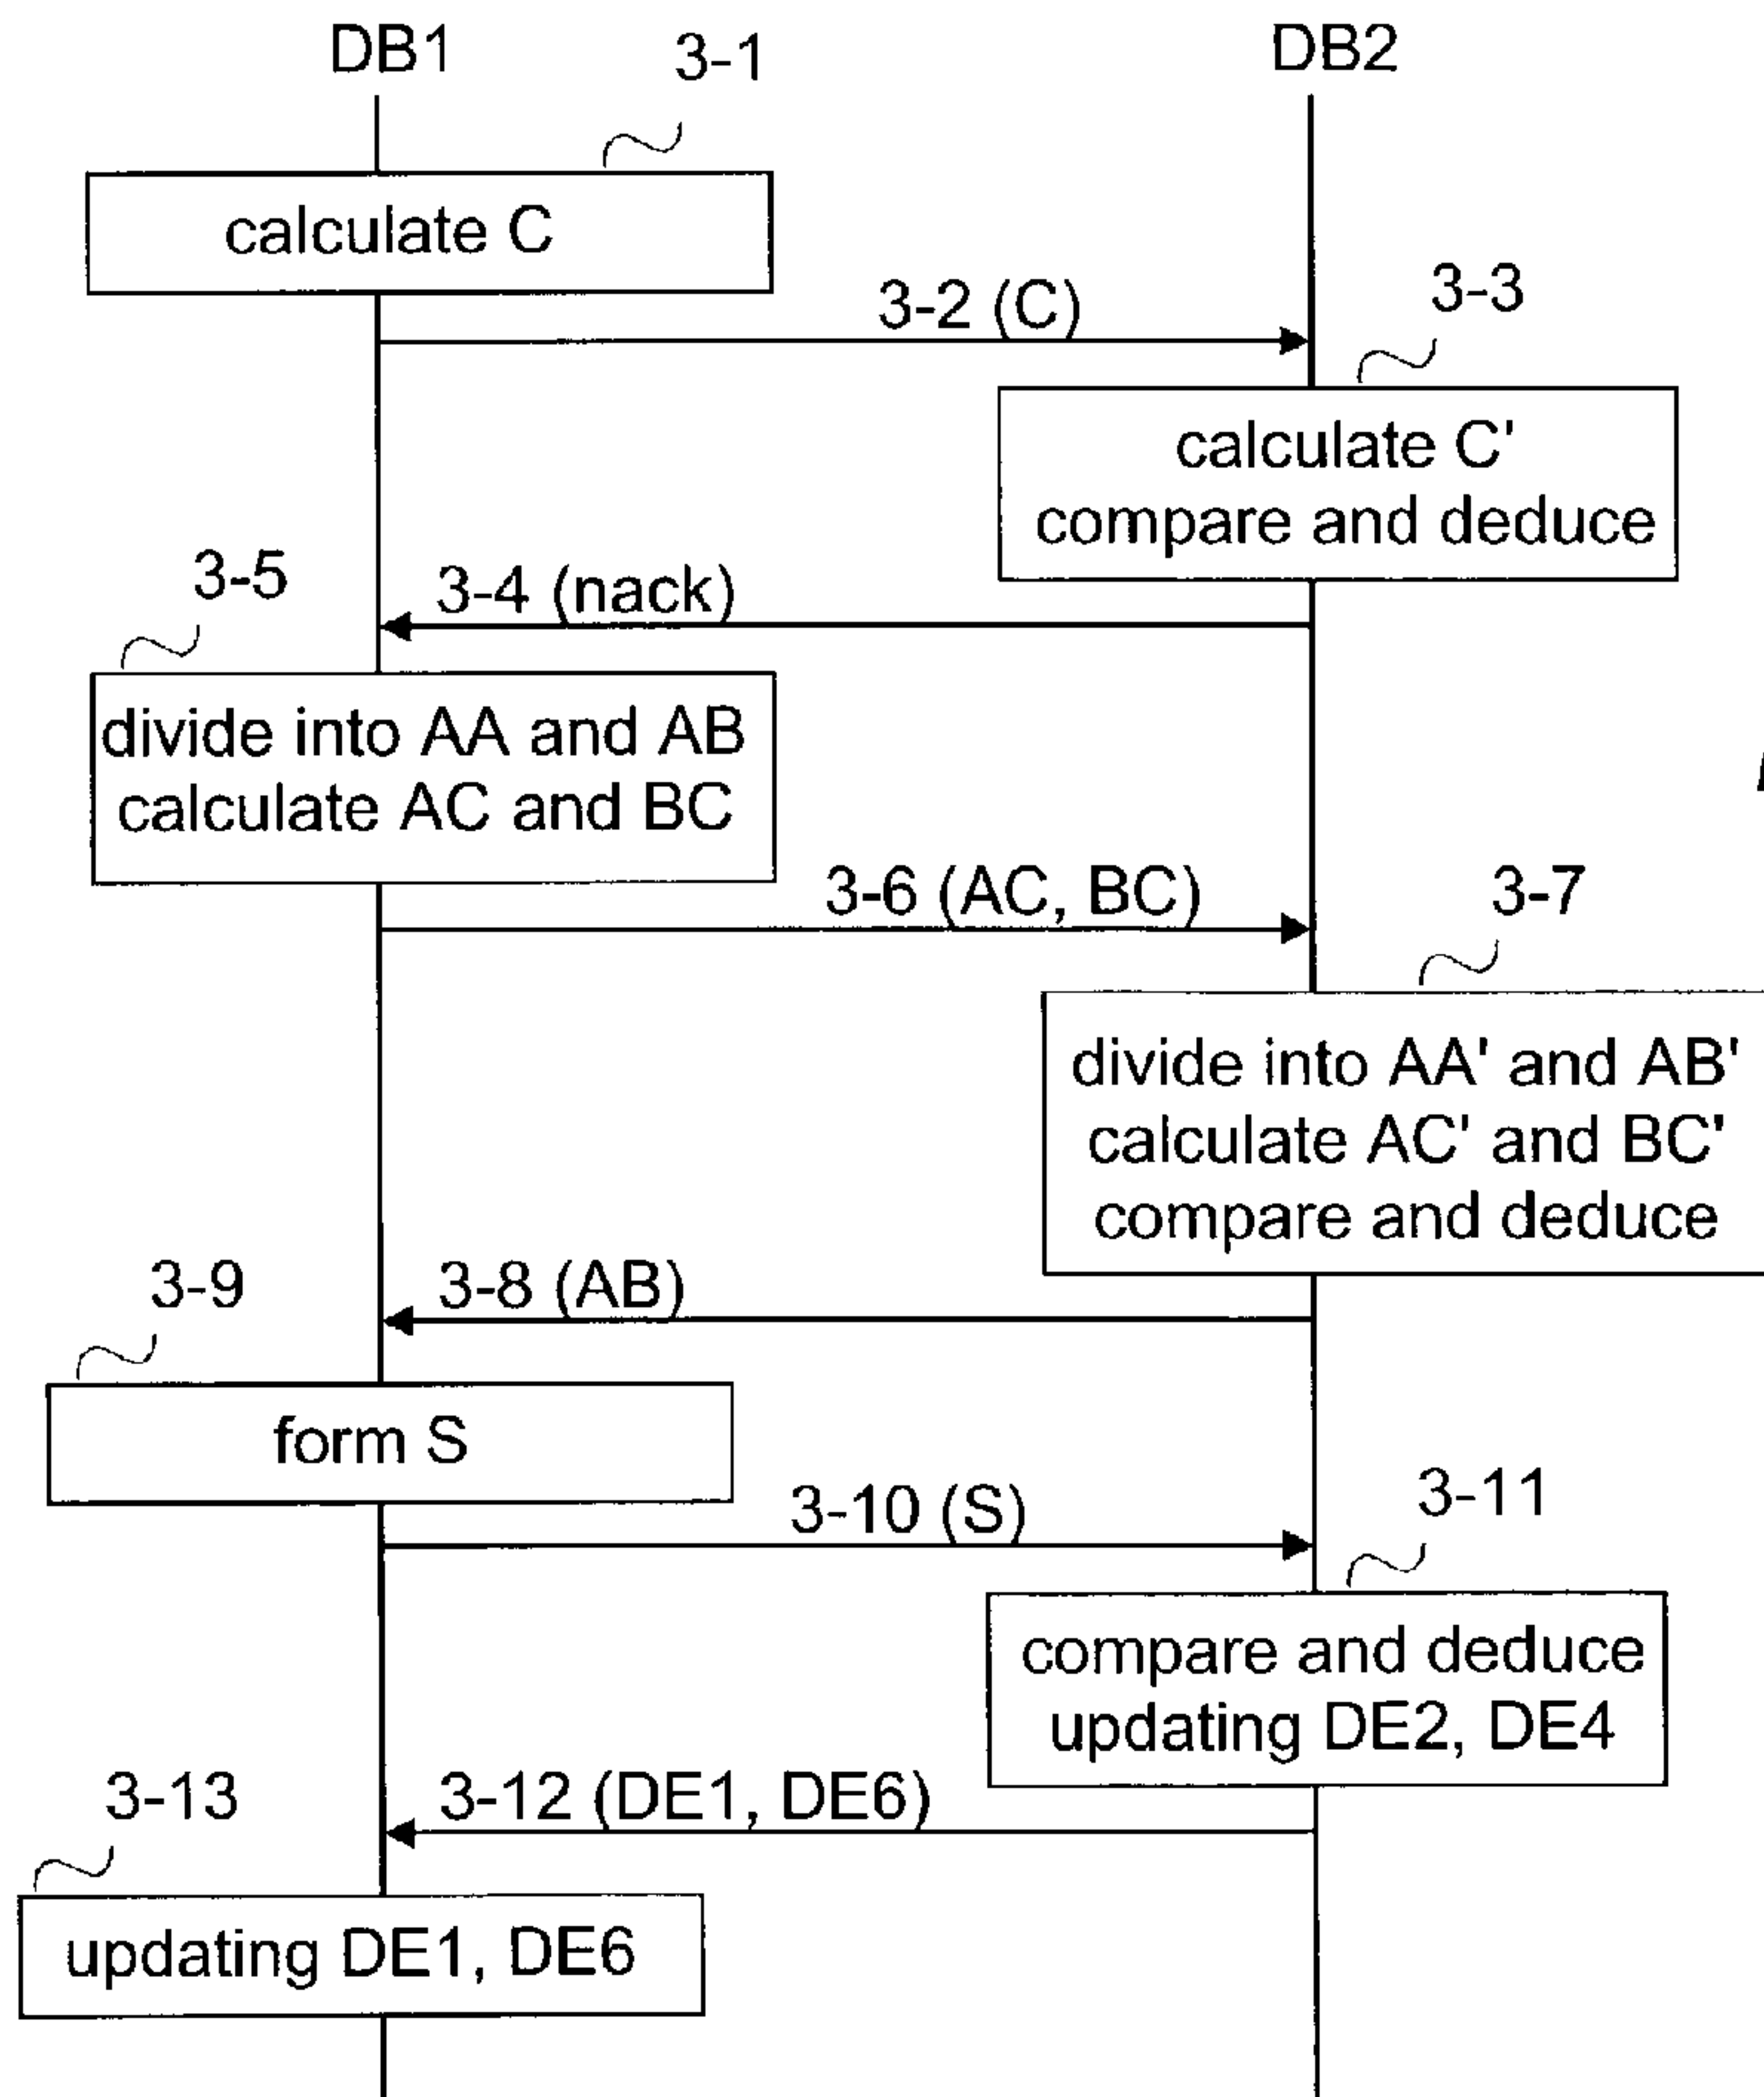 DB1
3-1
DB2
calculate C
3-2 (C)
3-3
calculate C'
compare and deduce
3-5
3-4 (nack)
divide into AA and AB
calculate AC and BC
3-6 (AC, BC)
3-7
divide into AA' and AB'
calculate AC' and BC'
compare and deduce
3-9
3-8 (AB)
form S
3-10 (S)
3-11
compare and deduce
updating DE2, DE4
3-13
3-12 (DE1, DE6)
updating DE1, DE6